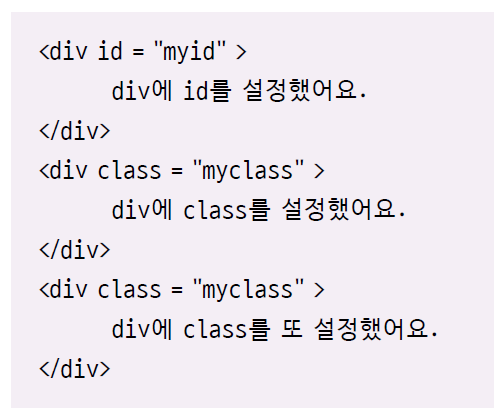 <div id = "myid" >
div에 id를 설정했어요.
</div>
<div class = "myclass" >
div에 class를 설정했어요.
</div>
<div class = "myclass" >
div에 class를 또 설정했어요.
</div>